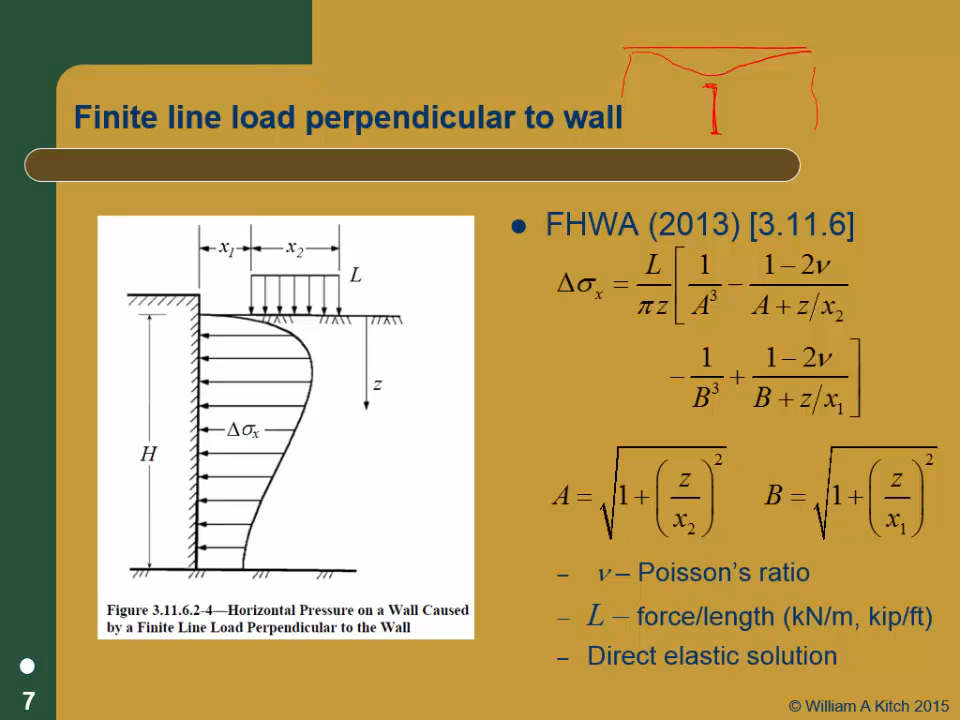 Finite line load perpendicular to wall
x₁ x₂ L
z
Δσₓ
H
Figure 3.11.6.2-4—Horizontal Pressure on a Wall Caused
by a Finite Line Load Perpendicular to the Wall
● FHWA (2013) [3.11.6]
Δσₓ = L/(πz) [ 1/A³ − (1−2ν)/(A + z/x₂)
− 1/B³ + (1−2ν)/(B + z/x₁) ]
A = √(1 + (z/x₂)²) B = √(1 + (z/x₁)²)
– ν – Poisson's ratio
– L – force/length (kN/m, kip/ft)
– Direct elastic solution
7
© William A Kitch 2015